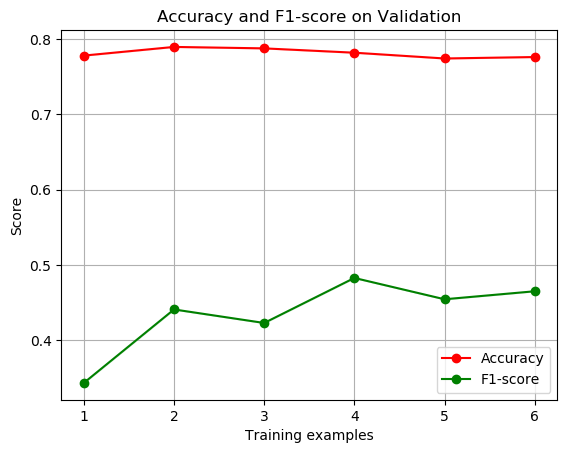 Accuracy and F1-score on Validation
0.8
0.7
0.6
0.5
0.4
Score
1 2 3 4 5 6
Training examples
Accuracy
F1-score